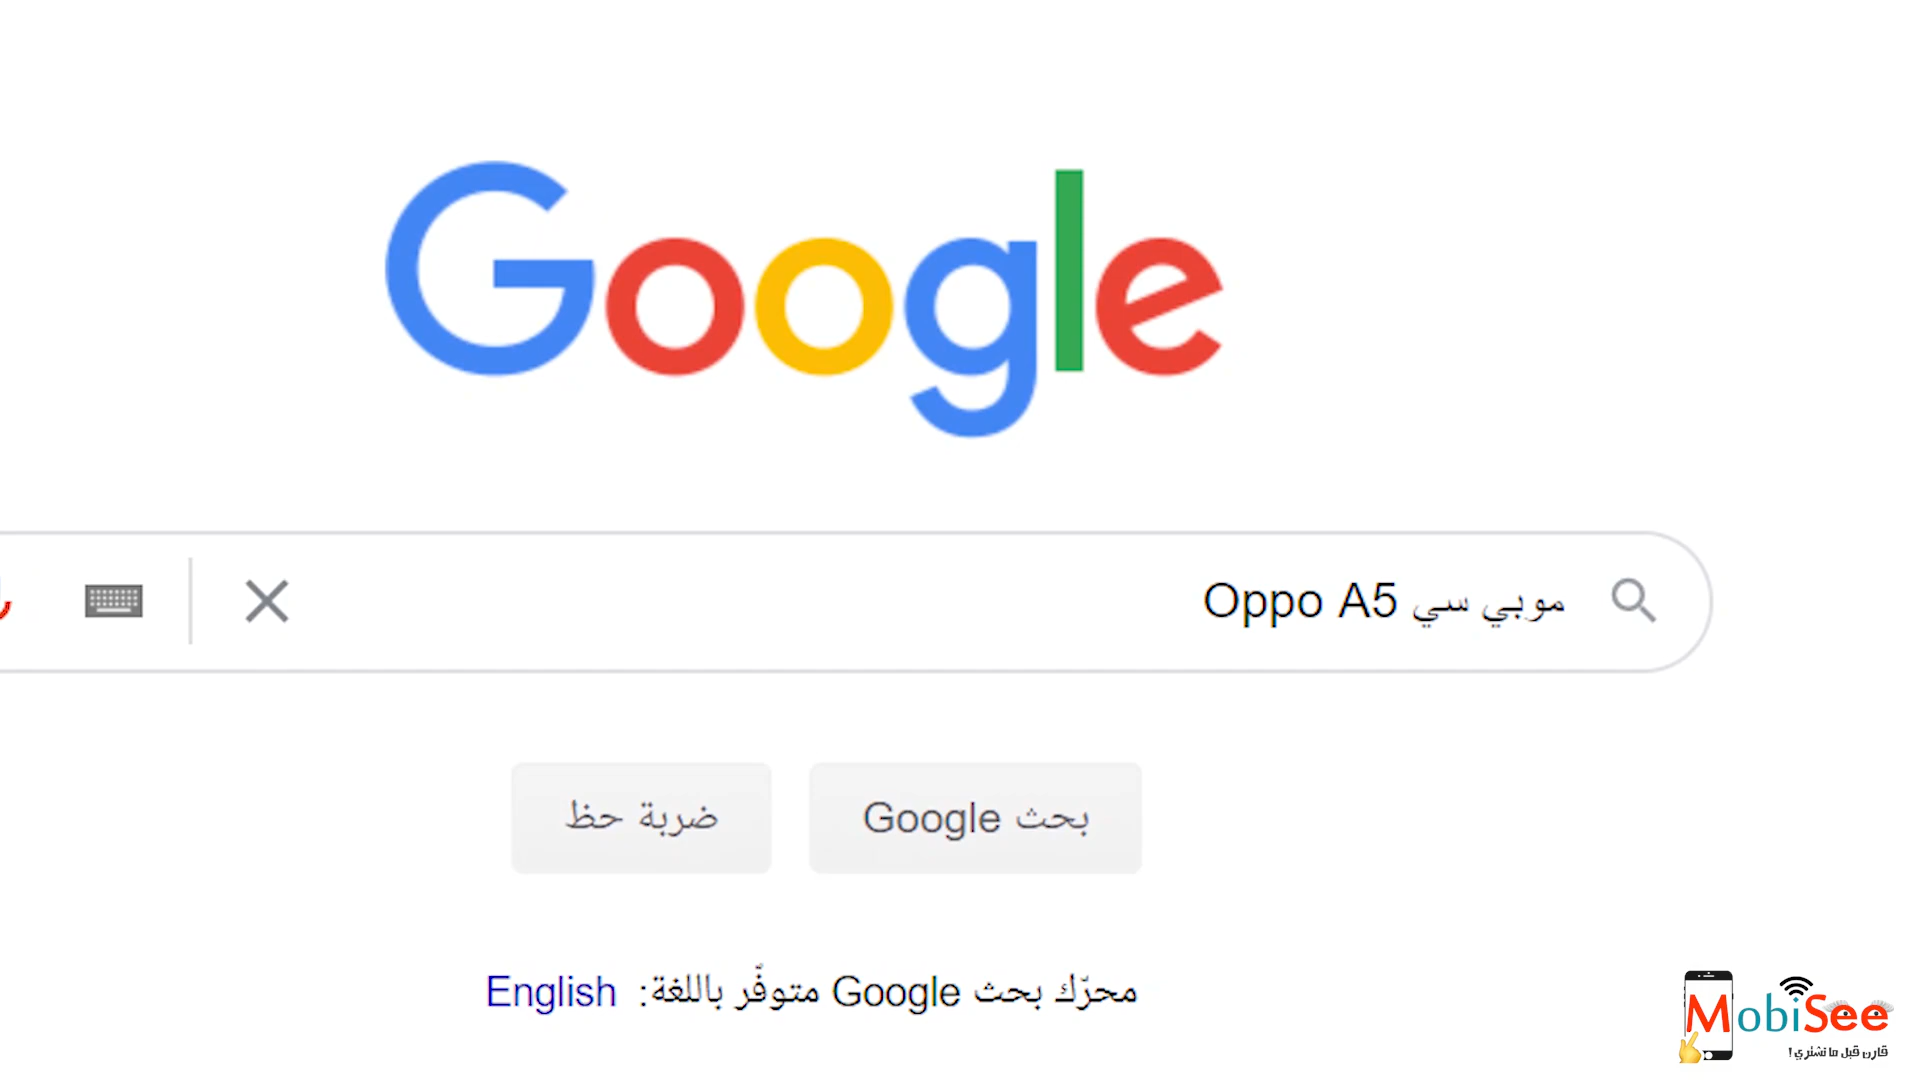 Google
موبي سي Oppo A5
بحث Google
ضربة حظ
محرّك بحث Google متوفّر باللغة: English
MobiSee
قارن قبل ما تشتري!